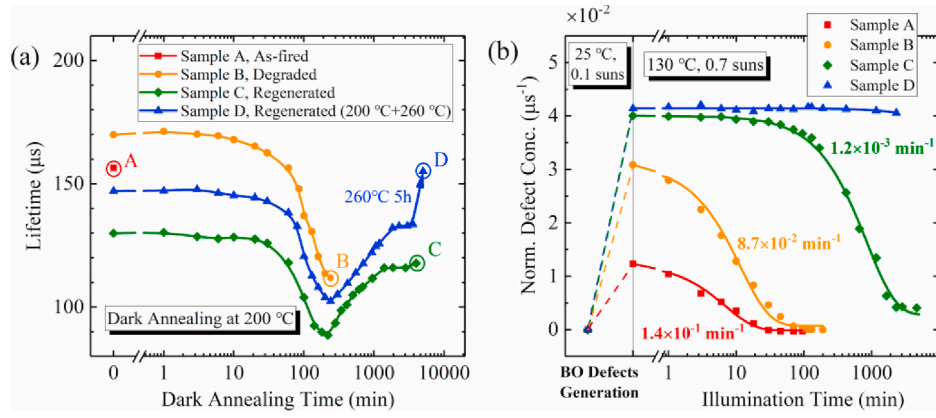 (a)
200
150
100
Lifetime (μs)
Sample A, As-fired
Sample B, Degraded
Sample C, Regenerated
Sample D, Regenerated (200 ℃+260 ℃)
A
D
260℃ 5h
B
C
Dark Annealing at 200 ℃
0 1 10 100 1000 10000
Dark Annealing Time (min)
×10⁻²
(b)
6
5
4
3
2
1
0
Norm. Defect Conc. (μs⁻¹)
25 ℃,
0.1 suns
130 ℃, 0.7 suns
Sample A
Sample B
Sample C
Sample D
1.2×10⁻³ min⁻¹
8.7×10⁻² min⁻¹
1.4×10⁻¹ min⁻¹
BO Defects
Generation
1 10 100 1000
Illumination Time (min)